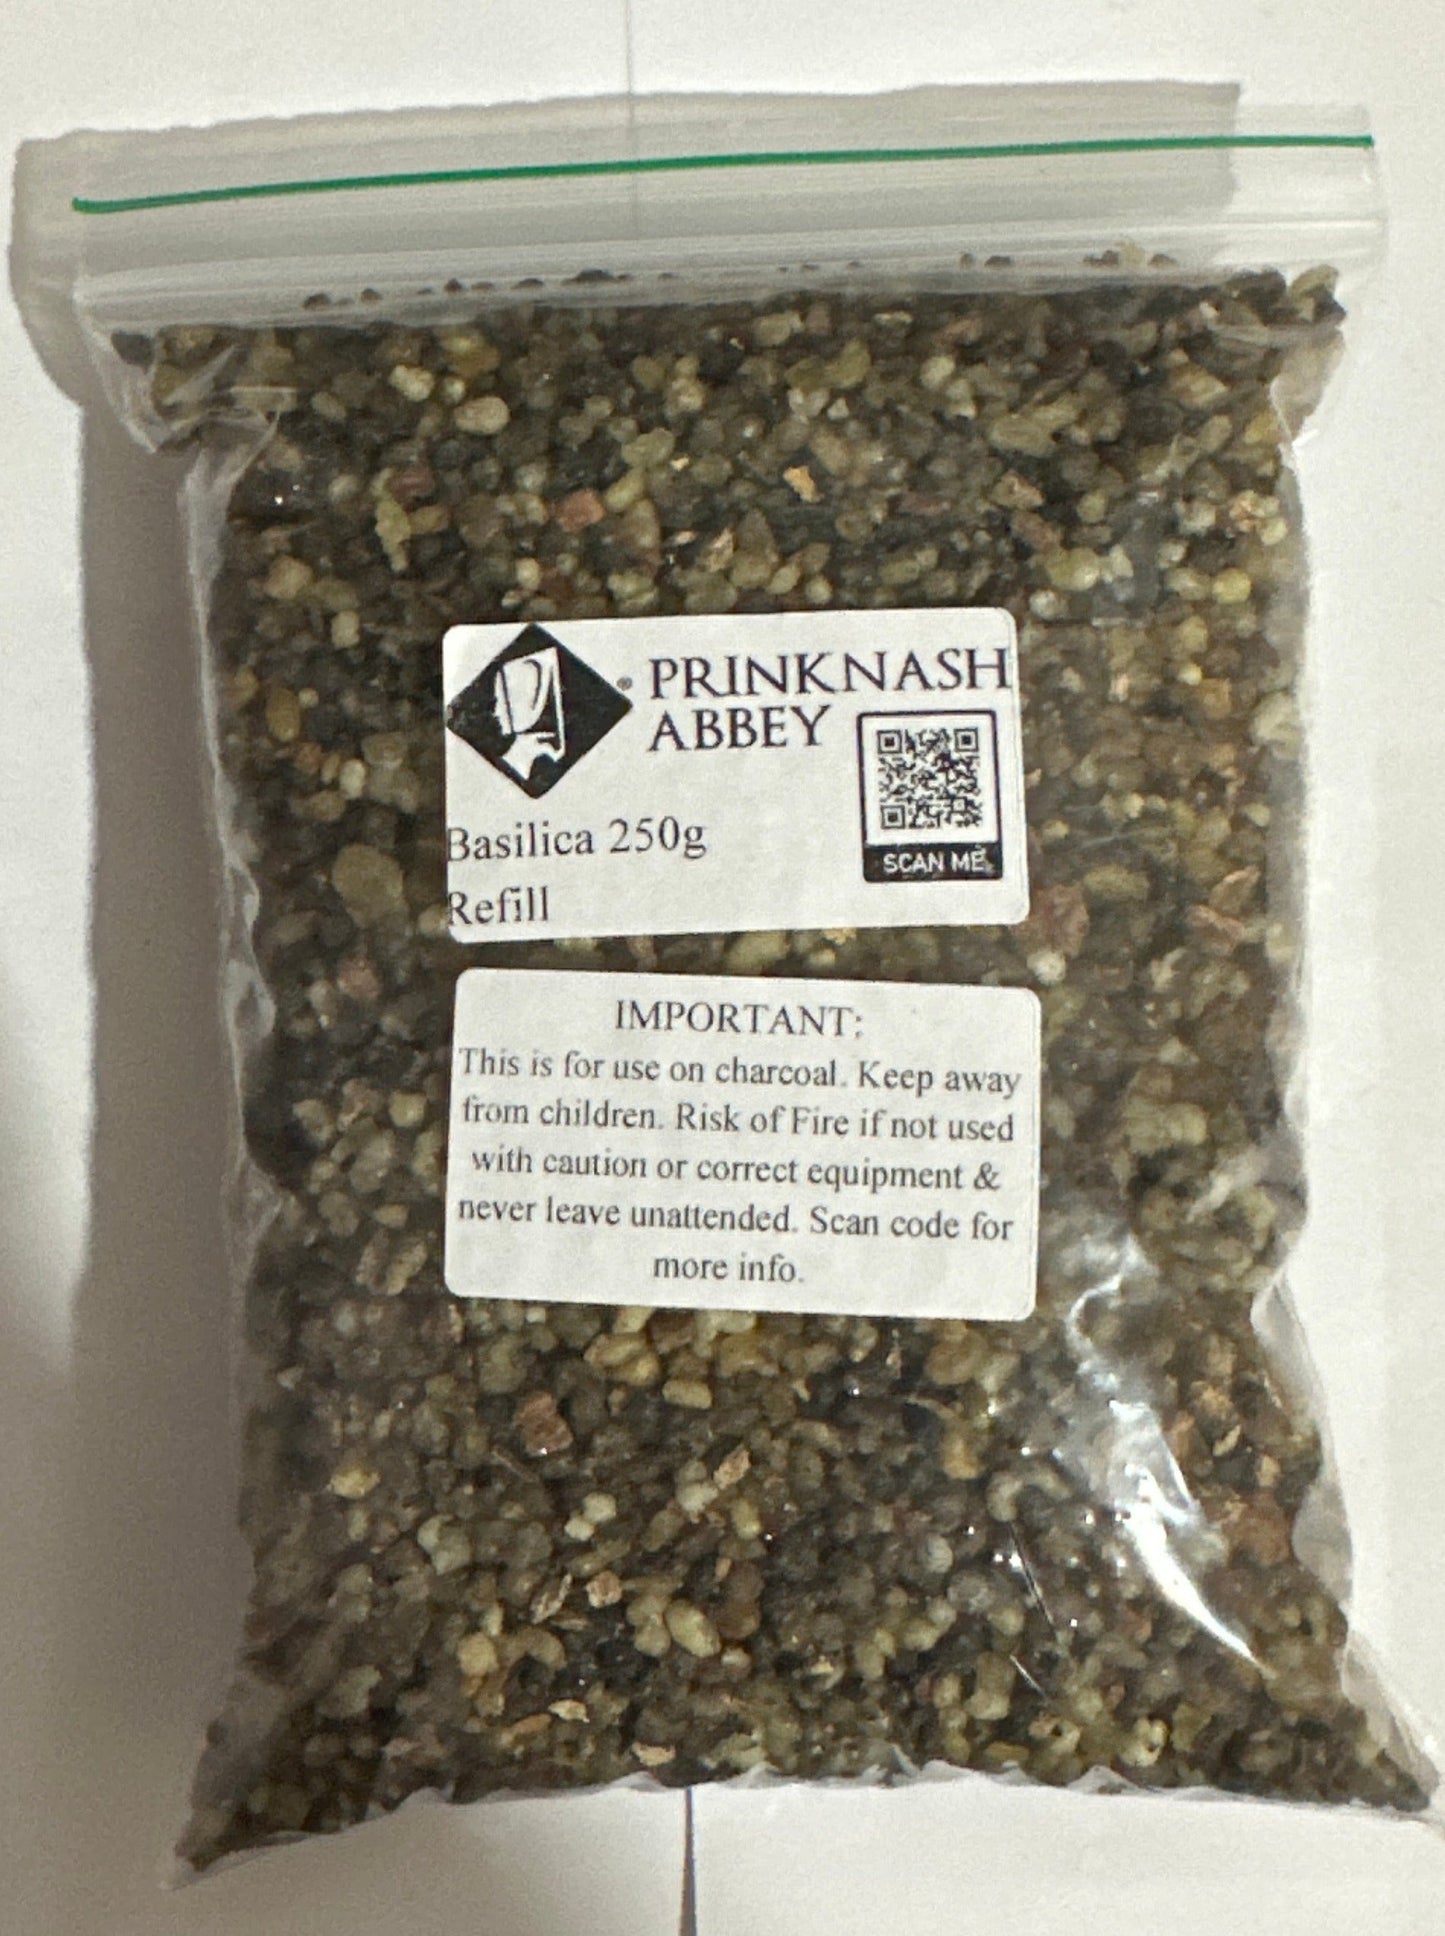 ® PRINKNASH
ABBEY
Basilica 250g
Refill
SCAN ME
IMPORTANT:
This is for use on charcoal. Keep away
from children. Risk of Fire if not used
with caution or correct equipment &
never leave unattended. Scan code for
more info.